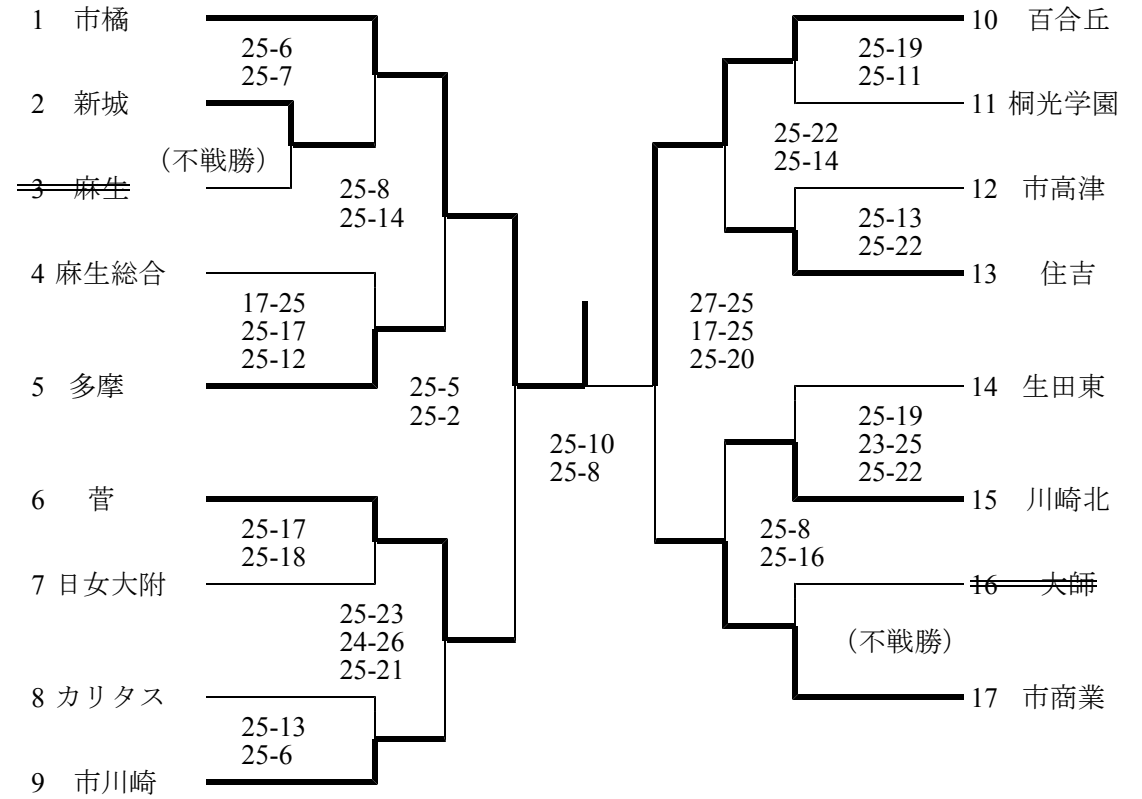 1 市橘
25-6
25-7
2 新城
（不戦勝）
3 麻生
25-8
25-14
4 麻生総合
17-25
25-17
25-12
5 多摩
25-5
25-2
6 菅
25-17
25-18
7 日女大附
25-23
24-26
25-21
8 カリタス
25-13
25-6
9 市川崎
25-10
25-8
10 百合丘
25-19
25-11
11 桐光学園
25-22
25-14
12 市高津
25-13
25-22
13 住吉
27-25
17-25
25-20
14 生田東
25-19
23-25
25-22
15 川崎北
25-8
25-16
16 大師
（不戦勝）
17 市商業